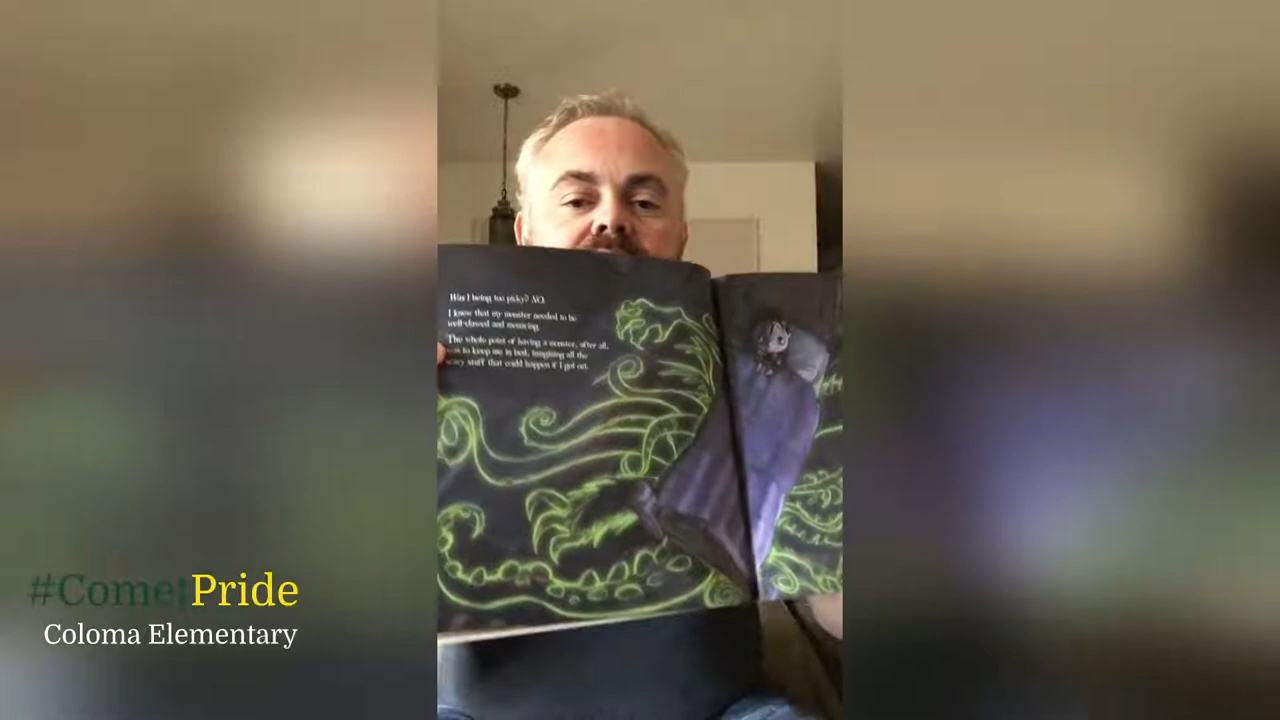 Was I being too picky? NO.
I knew that my monster needed to be
well-clawed and menacing.
The whole point of having a monster, after all,
was to keep me in bed, imagining all the
scary stuff that could happen if I got out.
#CometPride
Coloma Elementary